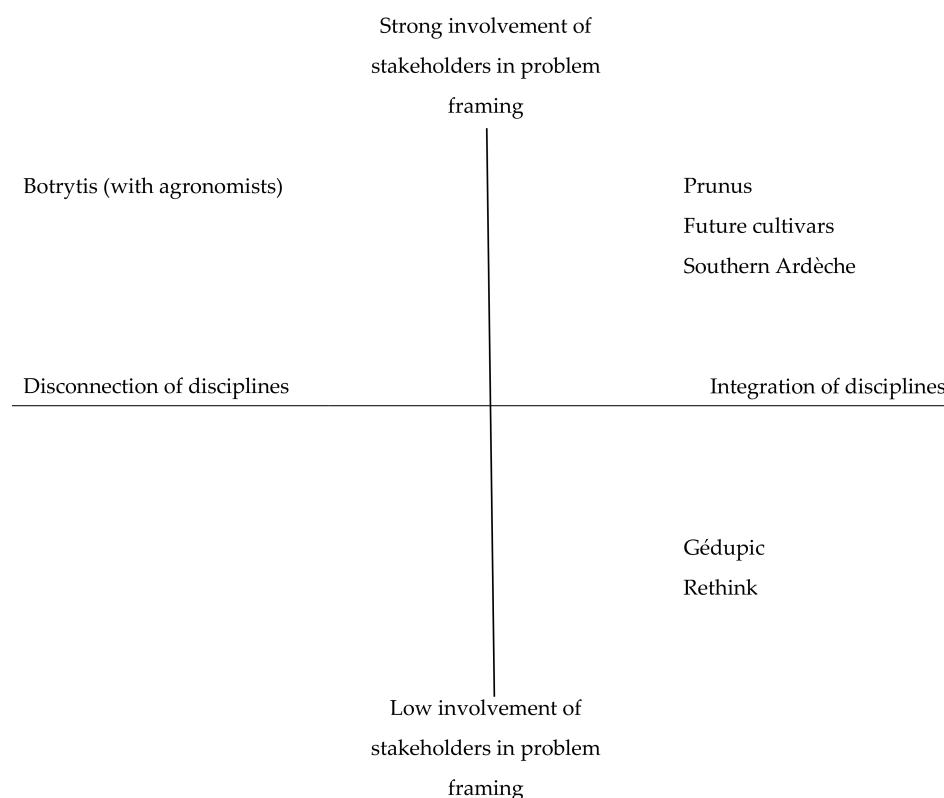 Strong involvement of
stakeholders in problem
framing
Botrytis (with agronomists)
Prunus
Future cultivars
Southern Ardèche
Disconnection of disciplines
Integration of disciplines
Gédupic
Rethink
Low involvement of
stakeholders in problem
framing